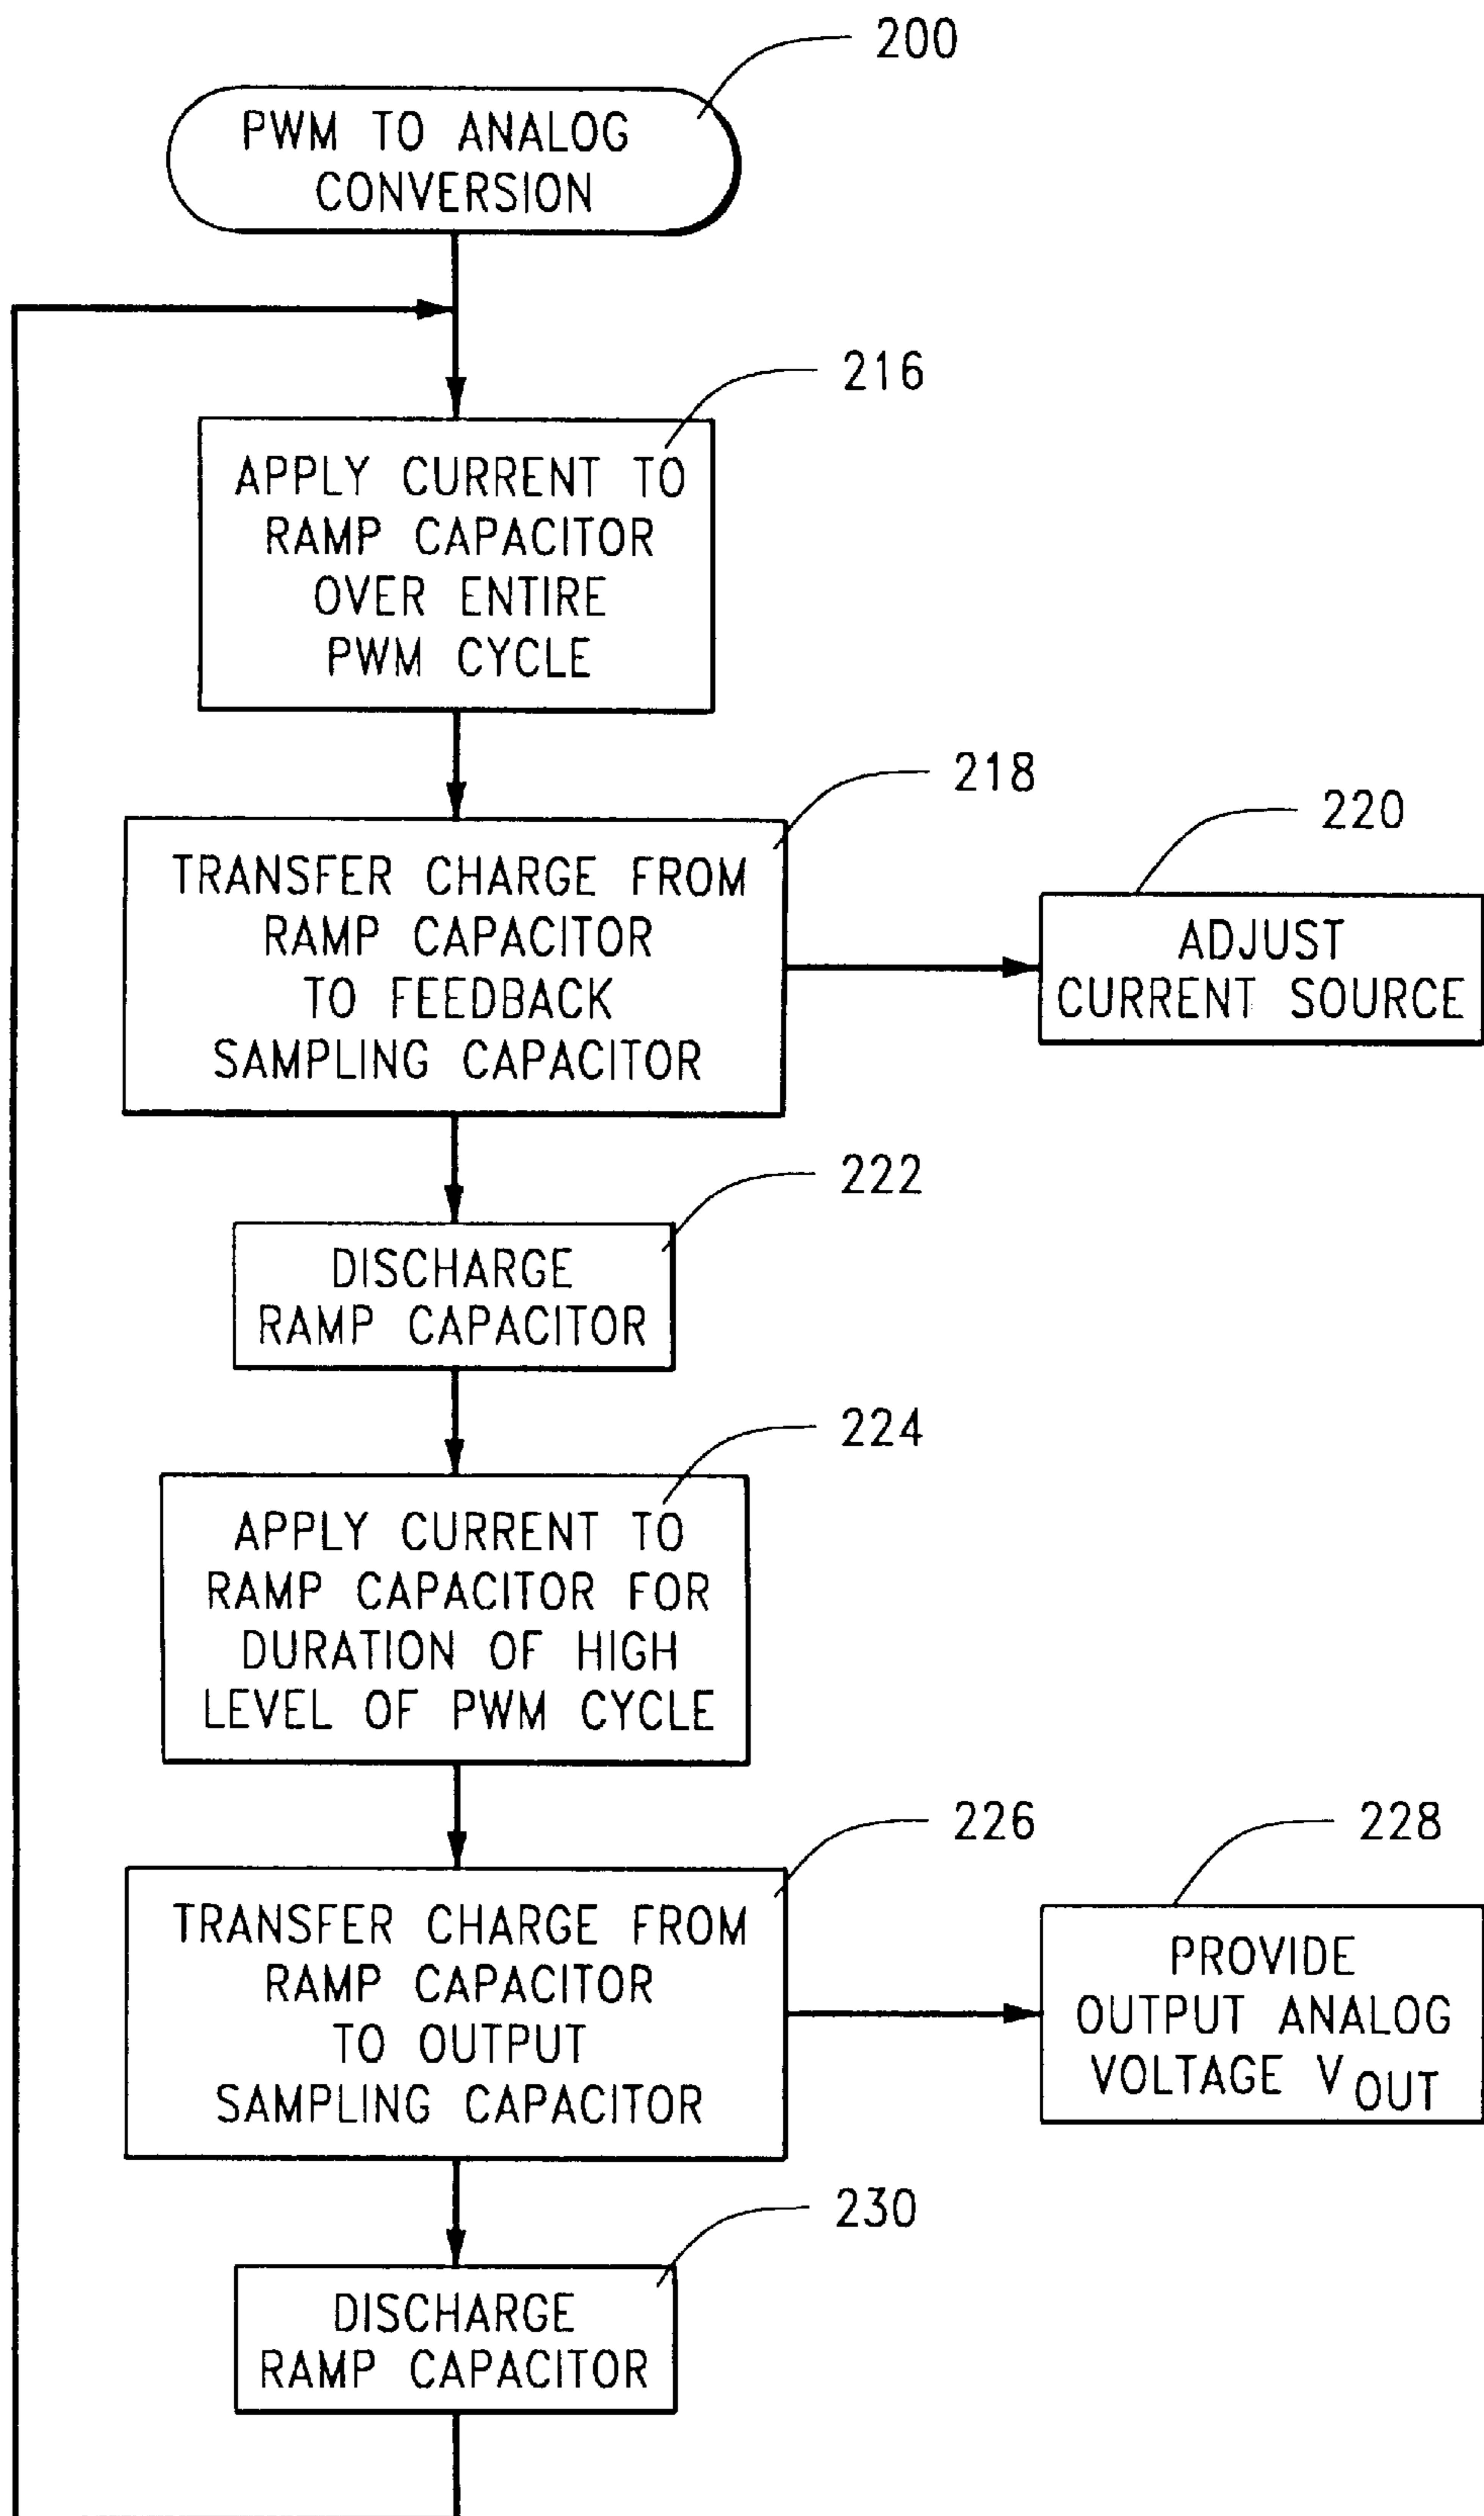 200
PWM TO ANALOG
CONVERSION
216
APPLY CURRENT TO
RAMP CAPACITOR
OVER ENTIRE
PWM CYCLE
218
TRANSFER CHARGE FROM
RAMP CAPACITOR
TO FEEDBACK
SAMPLING CAPACITOR
220
ADJUST
CURRENT SOURCE
222
DISCHARGE
RAMP CAPACITOR
224
APPLY CURRENT TO
RAMP CAPACITOR FOR
DURATION OF HIGH
LEVEL OF PWM CYCLE
226
TRANSFER CHARGE FROM
RAMP CAPACITOR
TO OUTPUT
SAMPLING CAPACITOR
228
PROVIDE
OUTPUT ANALOG
VOLTAGE VOUT
230
DISCHARGE
RAMP CAPACITOR